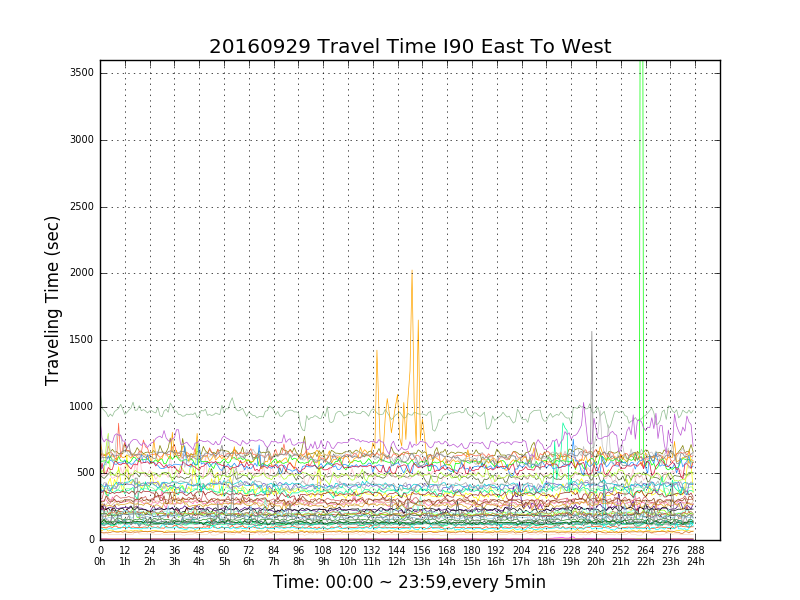 20160929 Travel Time I90 East To West
3500
3000
2500
2000
1500
1000
500
0
Traveling Time (sec)
0 12 24 36 48 60 72 84 96 108 120 132 144 156 168 180 192 204 216 228 240 252 264 276 288
0h 1h 2h 3h 4h 5h 6h 7h 8h 9h 10h 11h 12h 13h 14h 15h 16h 17h 18h 19h 20h 21h 22h 23h 24h
Time: 00:00 ~ 23:59,every 5min